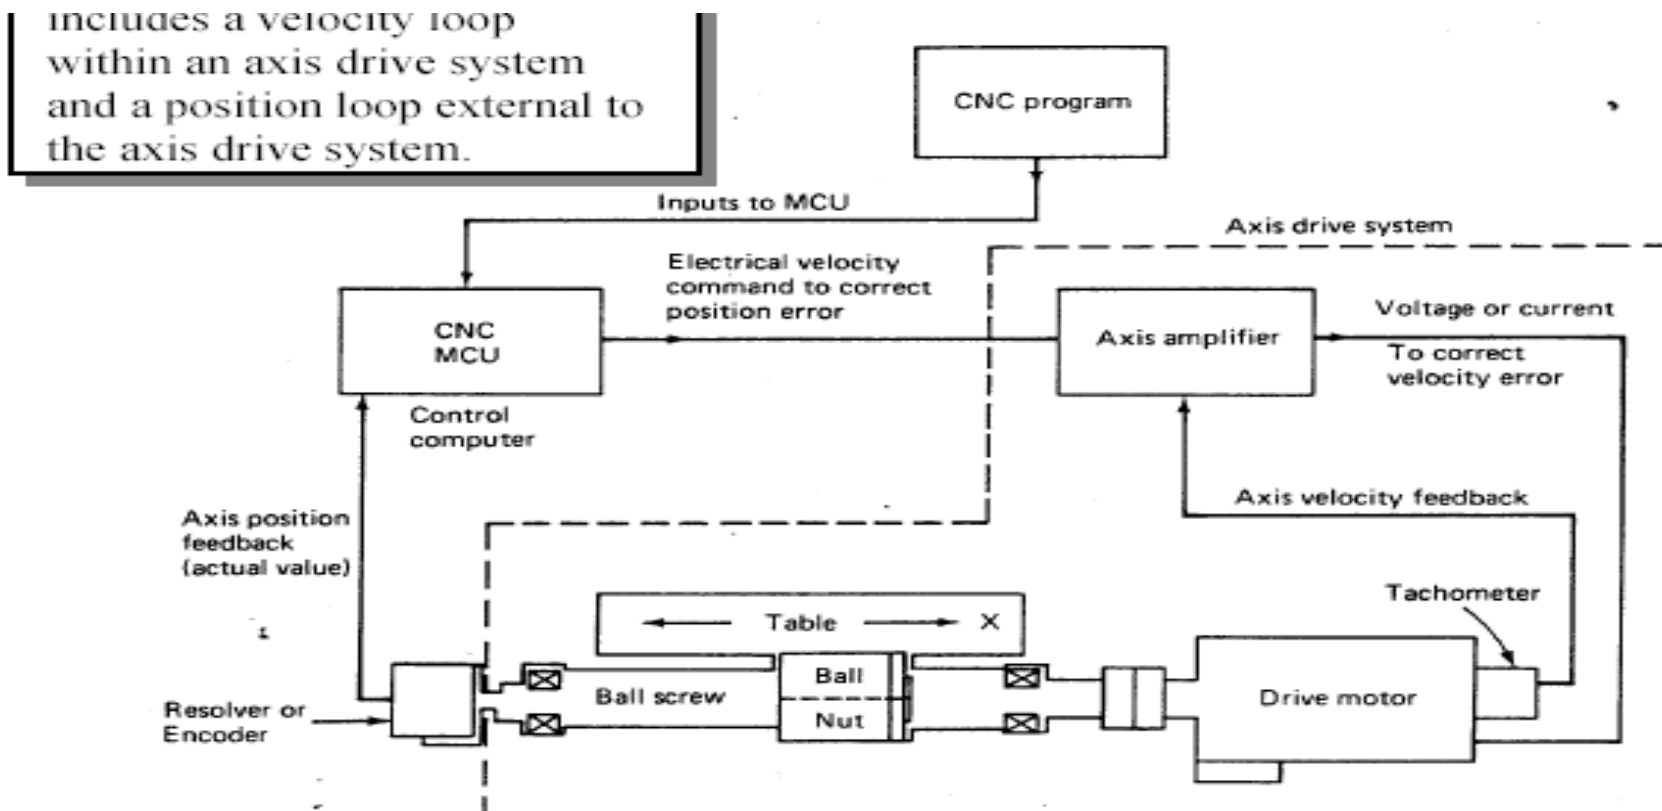 includes a velocity loop
within an axis drive system
and a position loop external to
the axis drive system.
CNC program
Inputs to MCU
Axis drive system
Electrical velocity
command to correct
position error
CNC
MCU
Axis amplifier
Voltage or current
To correct
velocity error
Control
computer
Axis velocity feedback
Axis position
feedback
(actual value)
Tachometer
Table
X
Ball
Ball screw
Nut
Drive motor
Resolver or
Encoder